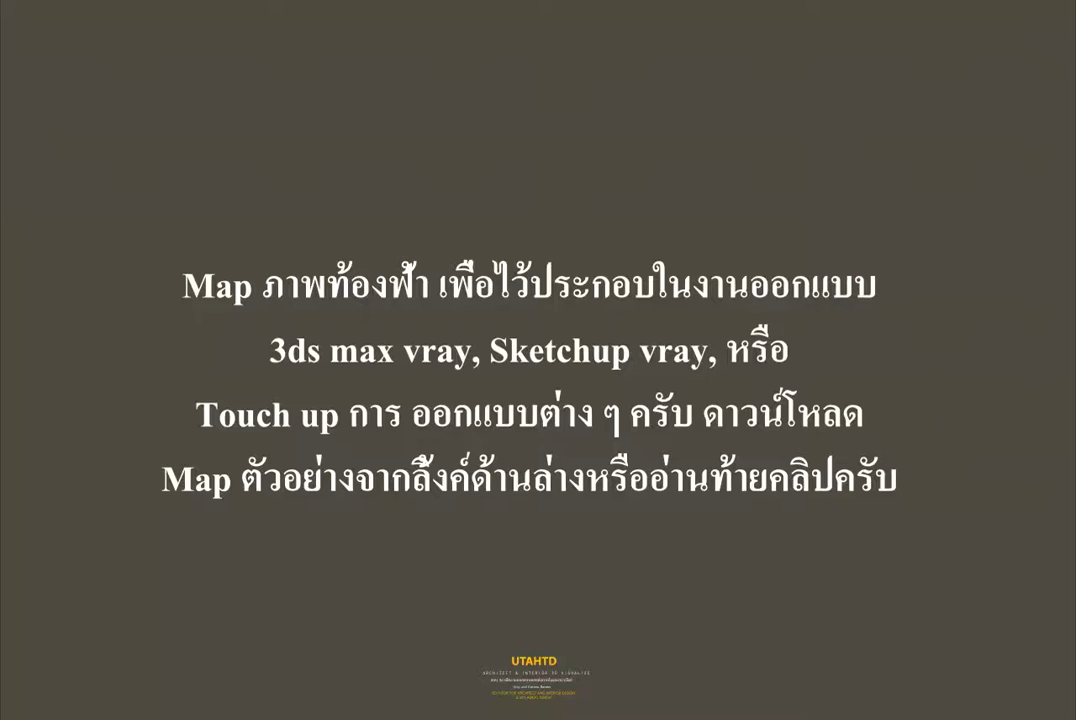 Map ภาพท้องฟ้า เพื่อไว้ประกอบในงานออกแบบ
3ds max vray, Sketchup vray, หรือ
Touch up การ ออกแบบต่าง ๆ ครับ ดาวน์โหลด
Map ตัวอย่างจากลิ้งค์ด้านล่างหรืออ่านท้ายคลิปครับ
UTAHTD
ARCHITECT & INTERIOR 3D VISUALIZE